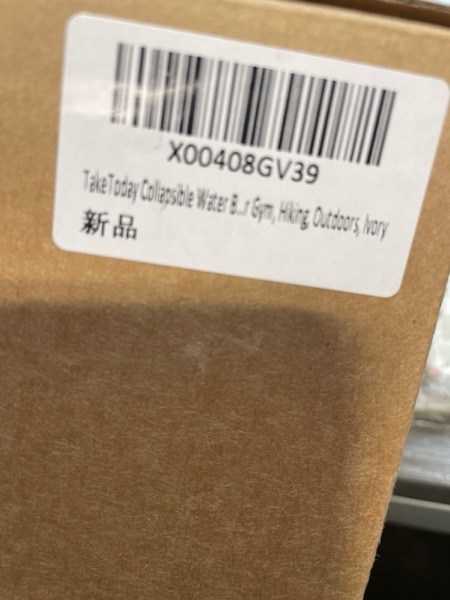 X00408GV39
TakeToday Collapsible Water B...r Gym, Hiking, Outdoors, Ivory
新品